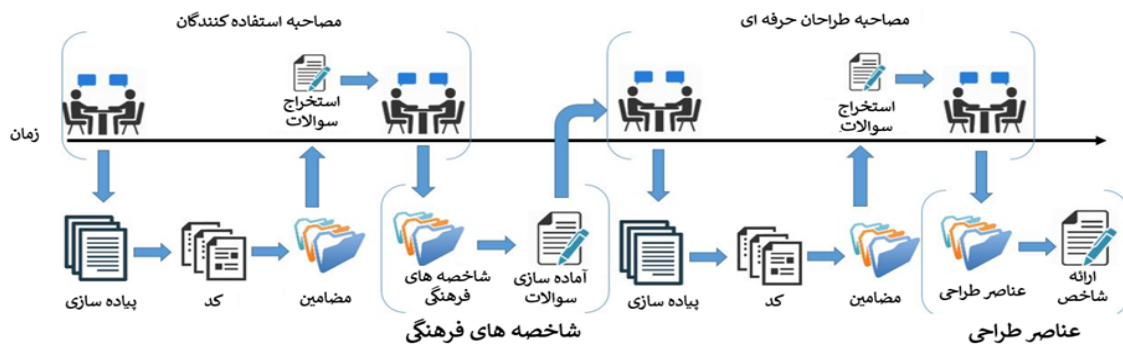 مصاحبه استفاده کنندگان
مصاحبه طراحان حرفه ای
استخراج
سوالات
استخراج
سوالات
زمان
پیاده سازی
کد
مضامین
شاخصه های
فرهنگی
آماده سازی
سوالات
پیاده سازی
کد
مضامین
عناصر طراحی
ارائه
شاخص
شاخصه های فرهنگی
عناصر طراحی